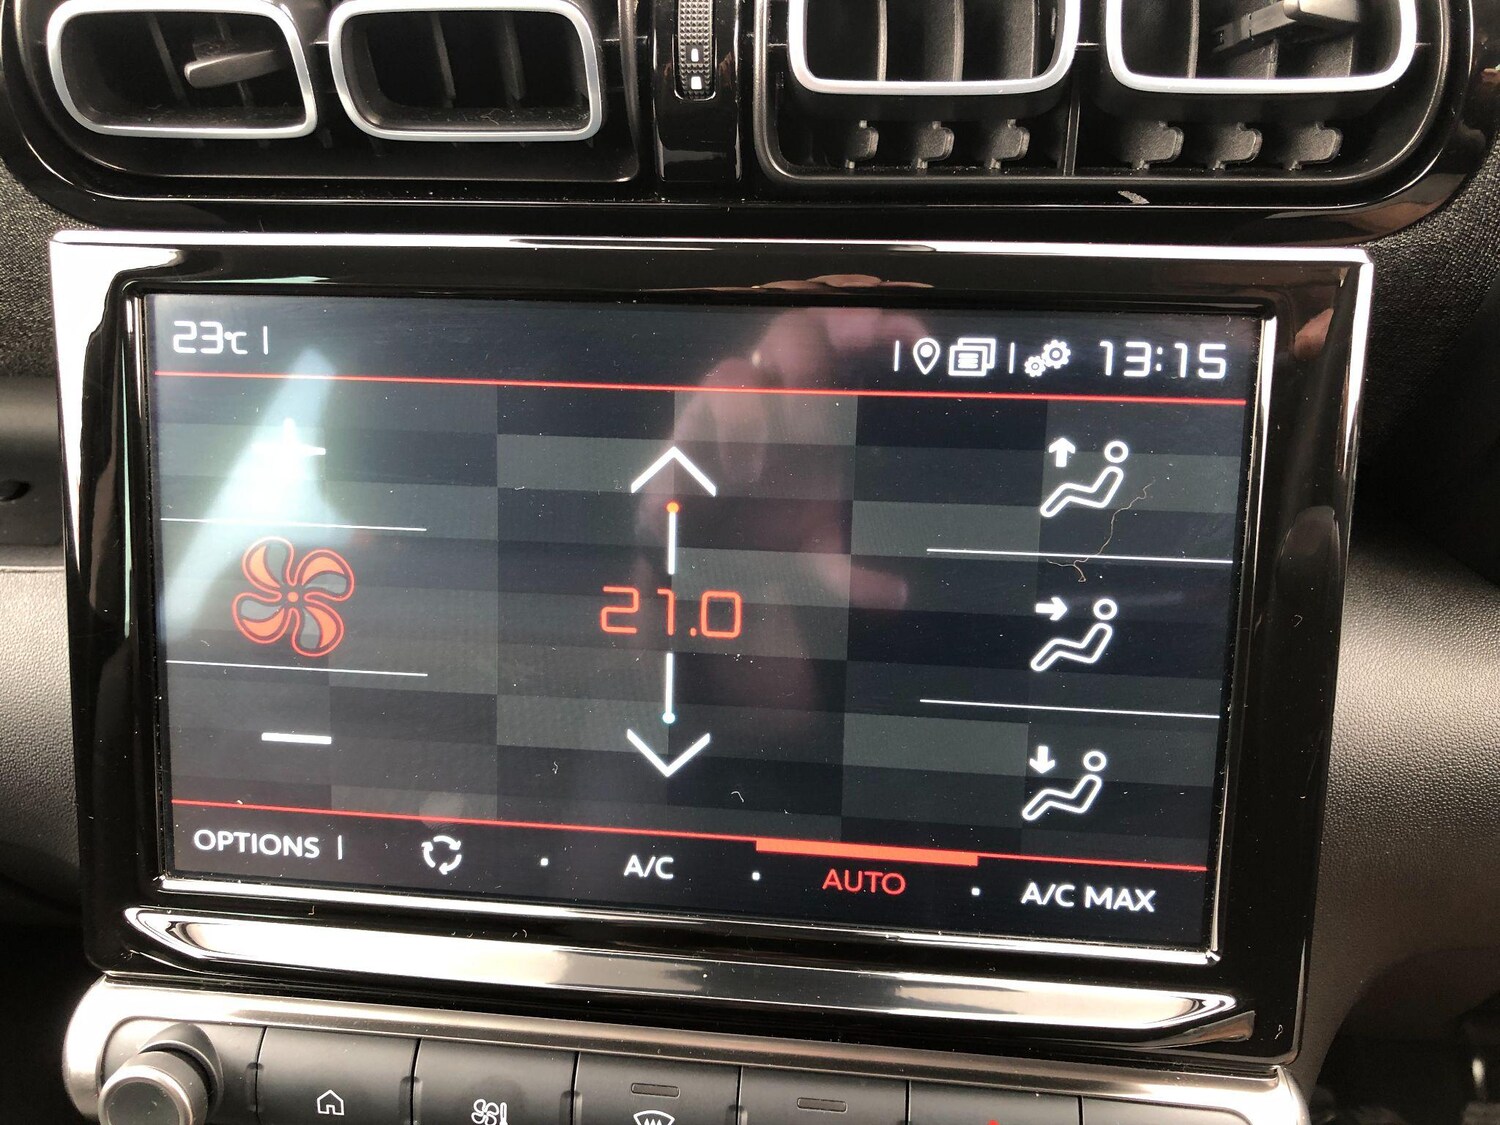 23°C
13:15
21.0
OPTIONS
A/C
AUTO
A/C MAX